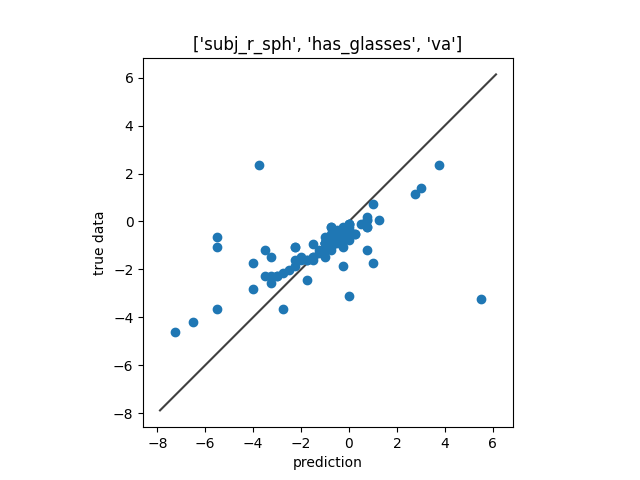 ['subj_r_sph', 'has_glasses', 'va']
6
4
2
0
−2
−4
−6
−8
true data
−8 −6 −4 −2 0 2 4 6
prediction